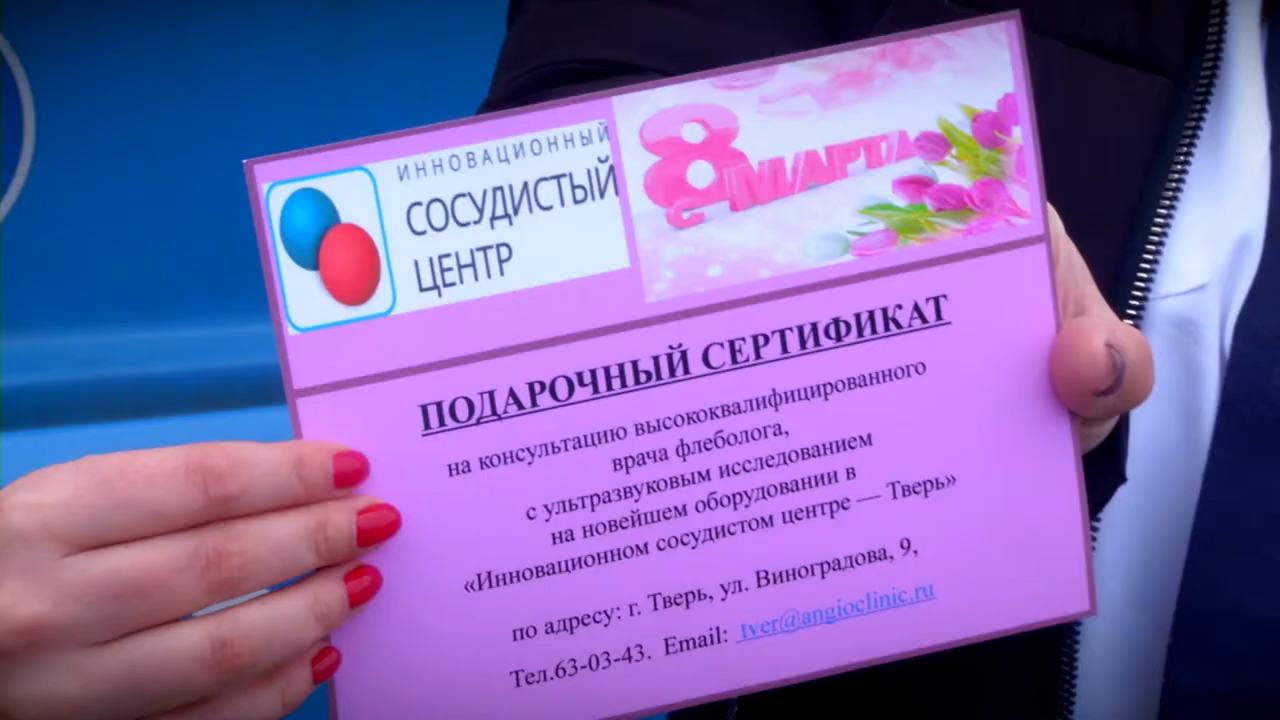 ИННОВАЦИОННЫЙ
СОСУДИСТЫЙ
ЦЕНТР
С 8 МАРТА
ПОДАРОЧНЫЙ СЕРТИФИКАТ
на консультацию высококвалифицированного
врача флеболога,
с ультразвуковым исследованием
на новейшем оборудовании в
«Инновационном сосудистом центре — Тверь»
по адресу: г. Тверь, ул. Виноградова, 9,
Тел.63-03-43. Email: tver@angioclinic.ru